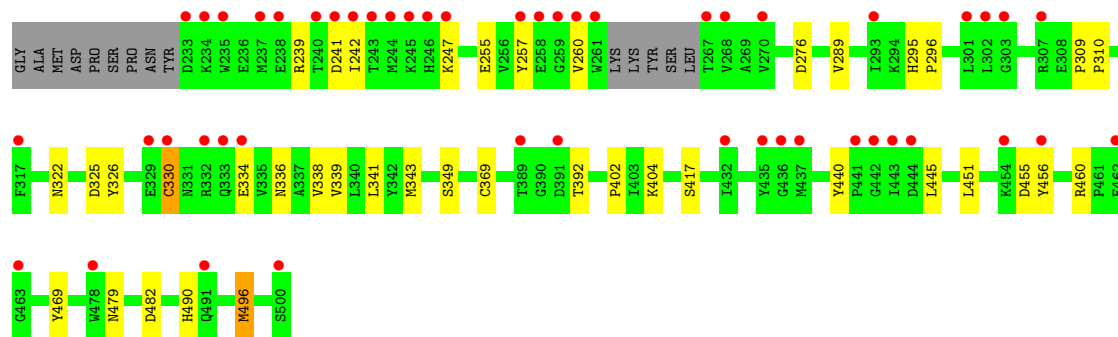 GLY ALA MET ASP PRO SER PRO ASN TYR D233 K234 W235 E236 M237 E238 R239 T240 D241 I242 T243 M244 K245 H246 K247 E255 V256 Y257 E258 G259 V260 W261 LYS LYS TYR SER LEU T267 V268 A269 V270 D276 V289 I293 K294 H295 P296 L301 L302 G303 R307 E308 P309 P310
F317 N322 D325 Y326 E329 C330 N331 R332 Q333 E334 V335 N336 A337 V338 V339 L340 L341 Y342 M343 S349 C369 T389 G390 D391 T392 P402 I403 K404 S417 I432 Y435 G436 M437 Y440 P441 G442 I443 D444 L445 L451 K454 D455 Y456 R460 P461
G463 Y469 W478 N479 D482 H490 Q491 M496 S500